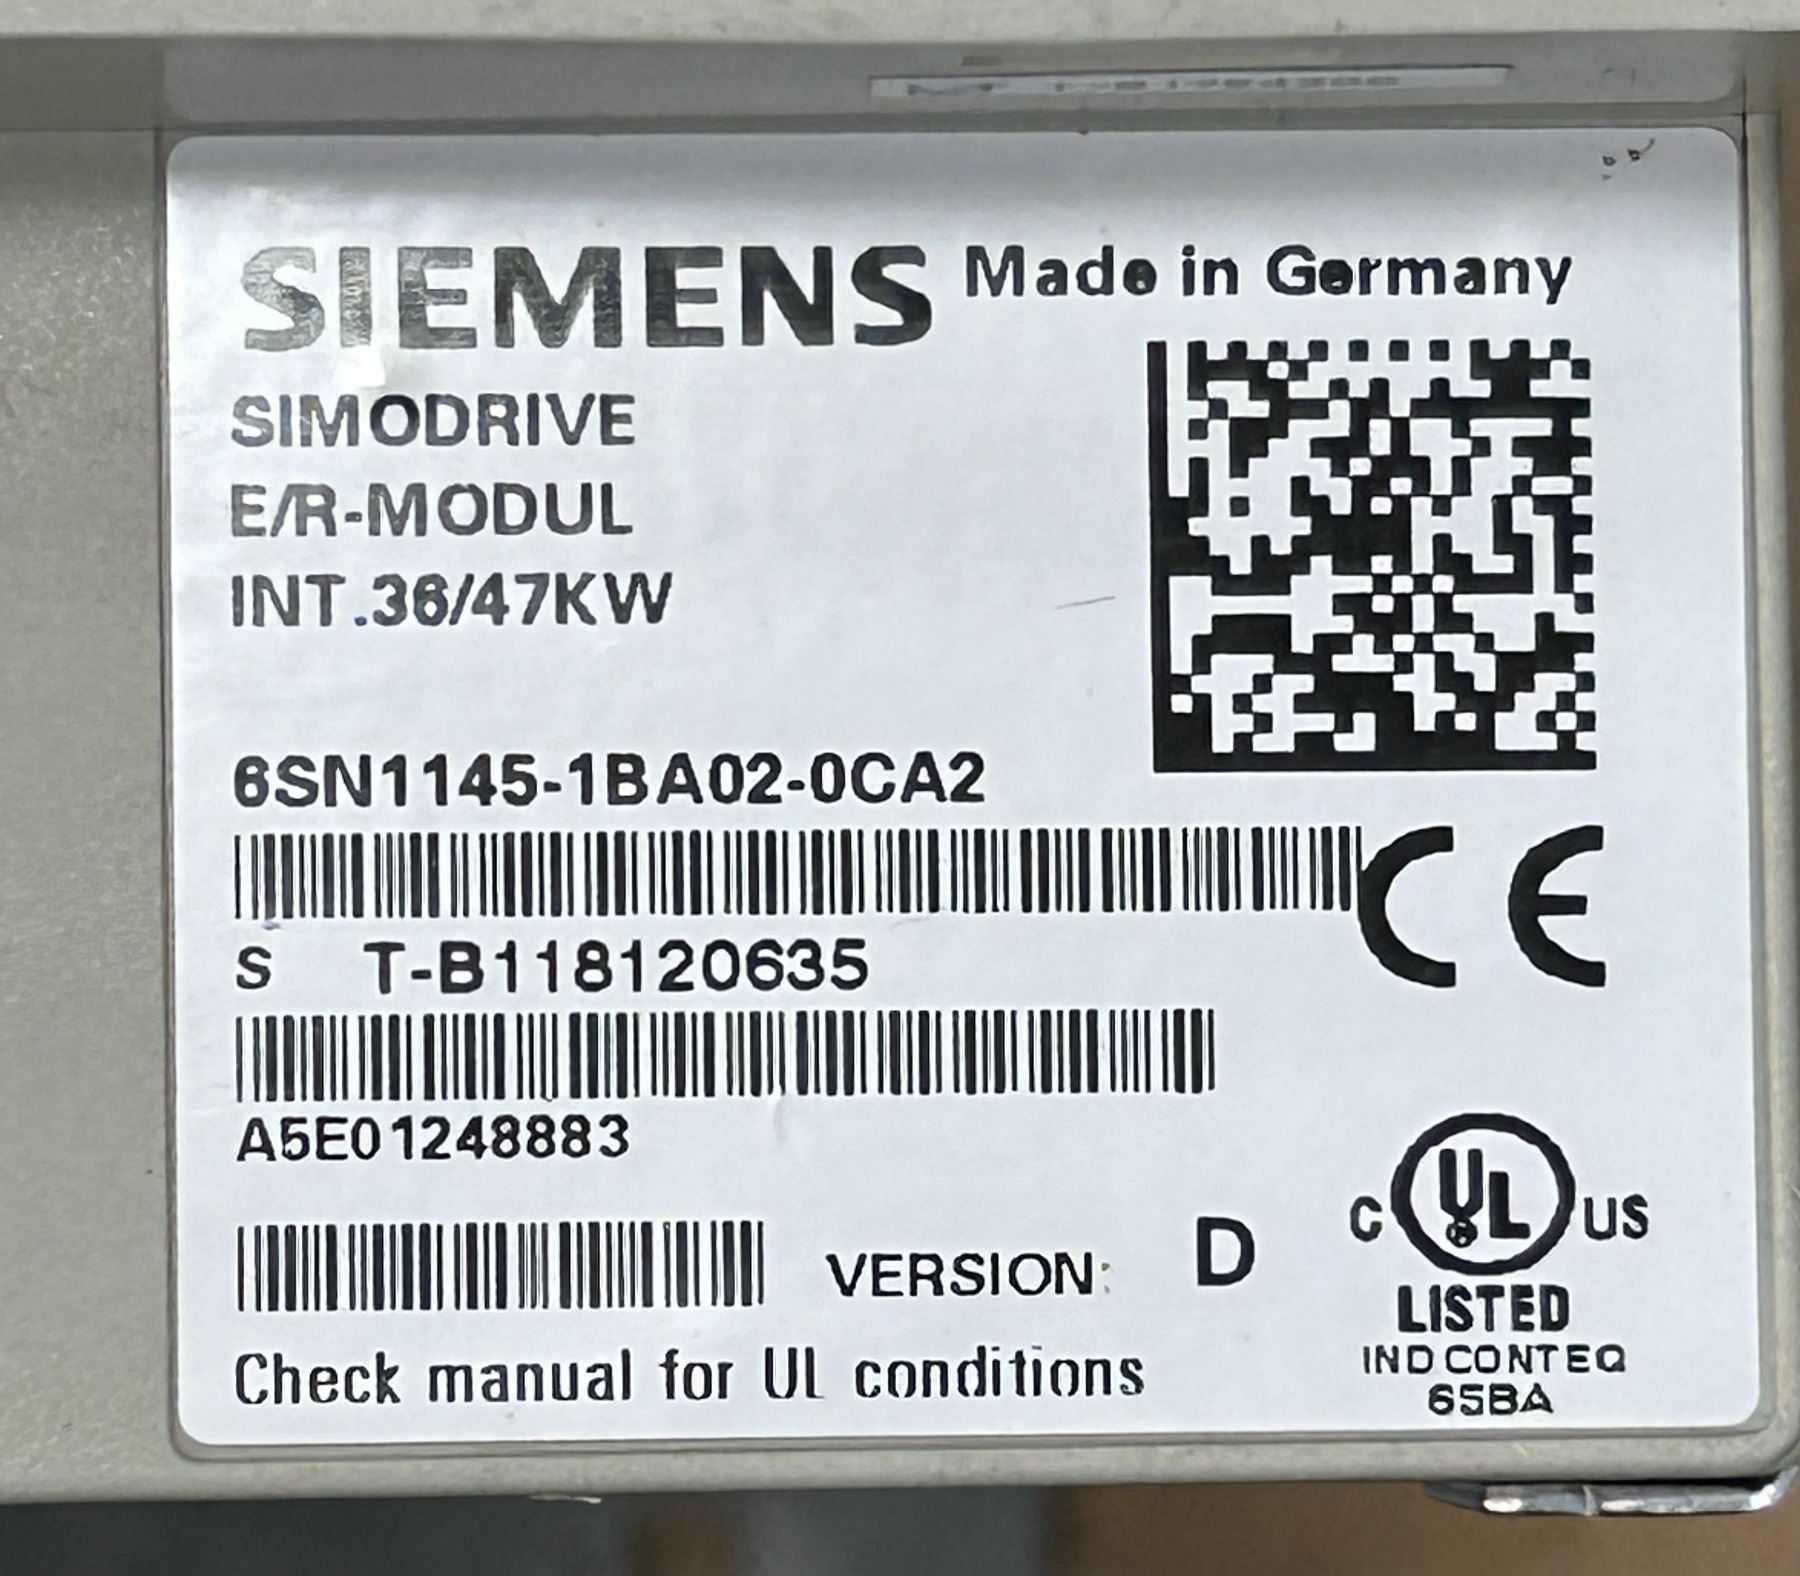 SIEMENS Made in Germany
SIMODRIVE
E/R-MODUL
INT.36/47KW
6SN1145-1BA02-0CA2
CE
S T-B118120635
A5E01248883
VERSION: D
C UL US
LISTED
IND CONT EQ
65BA
Check manual for UL conditions